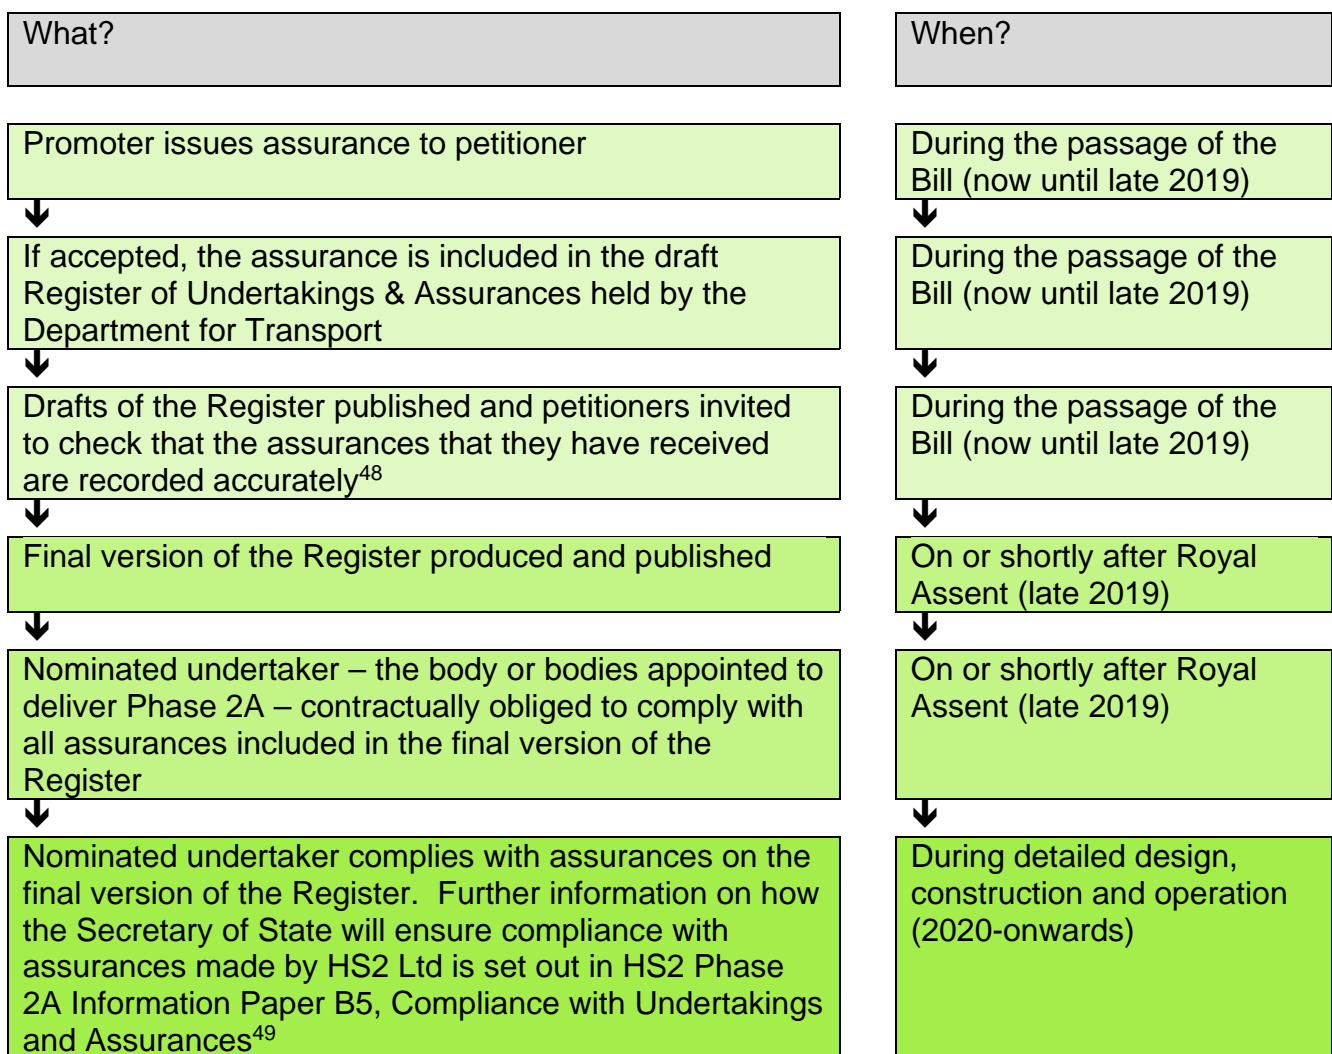 What?
When?
Promoter issues assurance to petitioner
During the passage of the
Bill (now until late 2019)
If accepted, the assurance is included in the draft
Register of Undertakings & Assurances held by the
Department for Transport
During the passage of the
Bill (now until late 2019)
Drafts of the Register published and petitioners invited
to check that the assurances that they have received
are recorded accurately48
During the passage of the
Bill (now until late 2019)
Final version of the Register produced and published
On or shortly after Royal
Assent (late 2019)
Nominated undertaker – the body or bodies appointed to
deliver Phase 2A – contractually obliged to comply with
all assurances included in the final version of the
Register
On or shortly after Royal
Assent (late 2019)
Nominated undertaker complies with assurances on the
final version of the Register.  Further information on how
the Secretary of State will ensure compliance with
assurances made by HS2 Ltd is set out in HS2 Phase
2A Information Paper B5, Compliance with Undertakings
and Assurances49
During detailed design,
construction and operation
(2020-onwards)